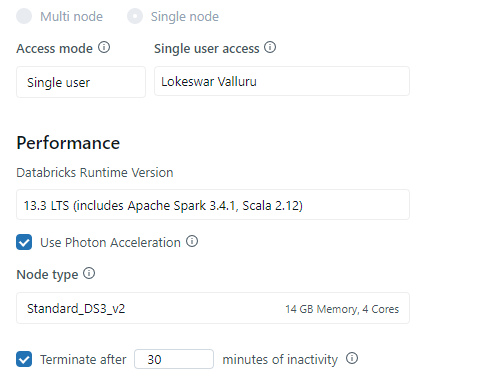 Multi node Single node
Access mode Single user access
Single user Lokeswar Valluru
Performance
Databricks Runtime Version
13.3 LTS (includes Apache Spark 3.4.1, Scala 2.12)
Use Photon Acceleration
Node type
Standard_DS3_v2 14 GB Memory, 4 Cores
Terminate after 30 minutes of inactivity